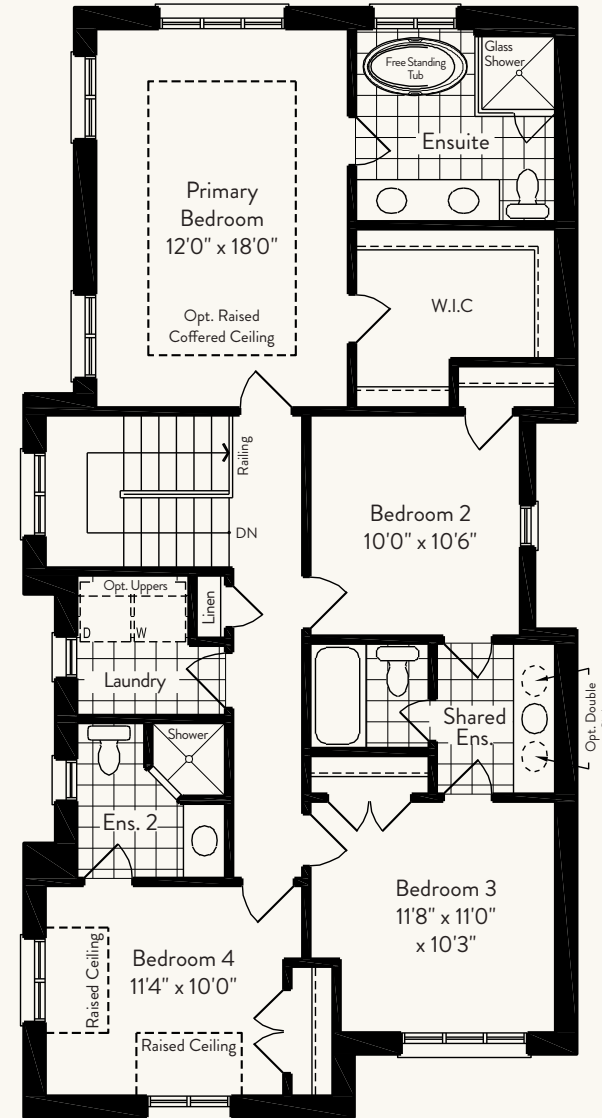 Free Standing
Tub
Glass
Shower
Ensuite
Primary
Bedroom
12'0" x 18'0"
Opt. Raised
Coffered Ceiling
W.I.C
Railing
DN
Bedroom 2
10'0" x 10'6"
Opt. Uppers
D
W
Linen
Laundry
Shared
Ens.
Opt. Double
Shower
Ens. 2
Bedroom 3
11'8" x 11'0"
x 10'3"
Bedroom 4
11'4" x 10'0"
Raised Ceiling
Raised Ceiling